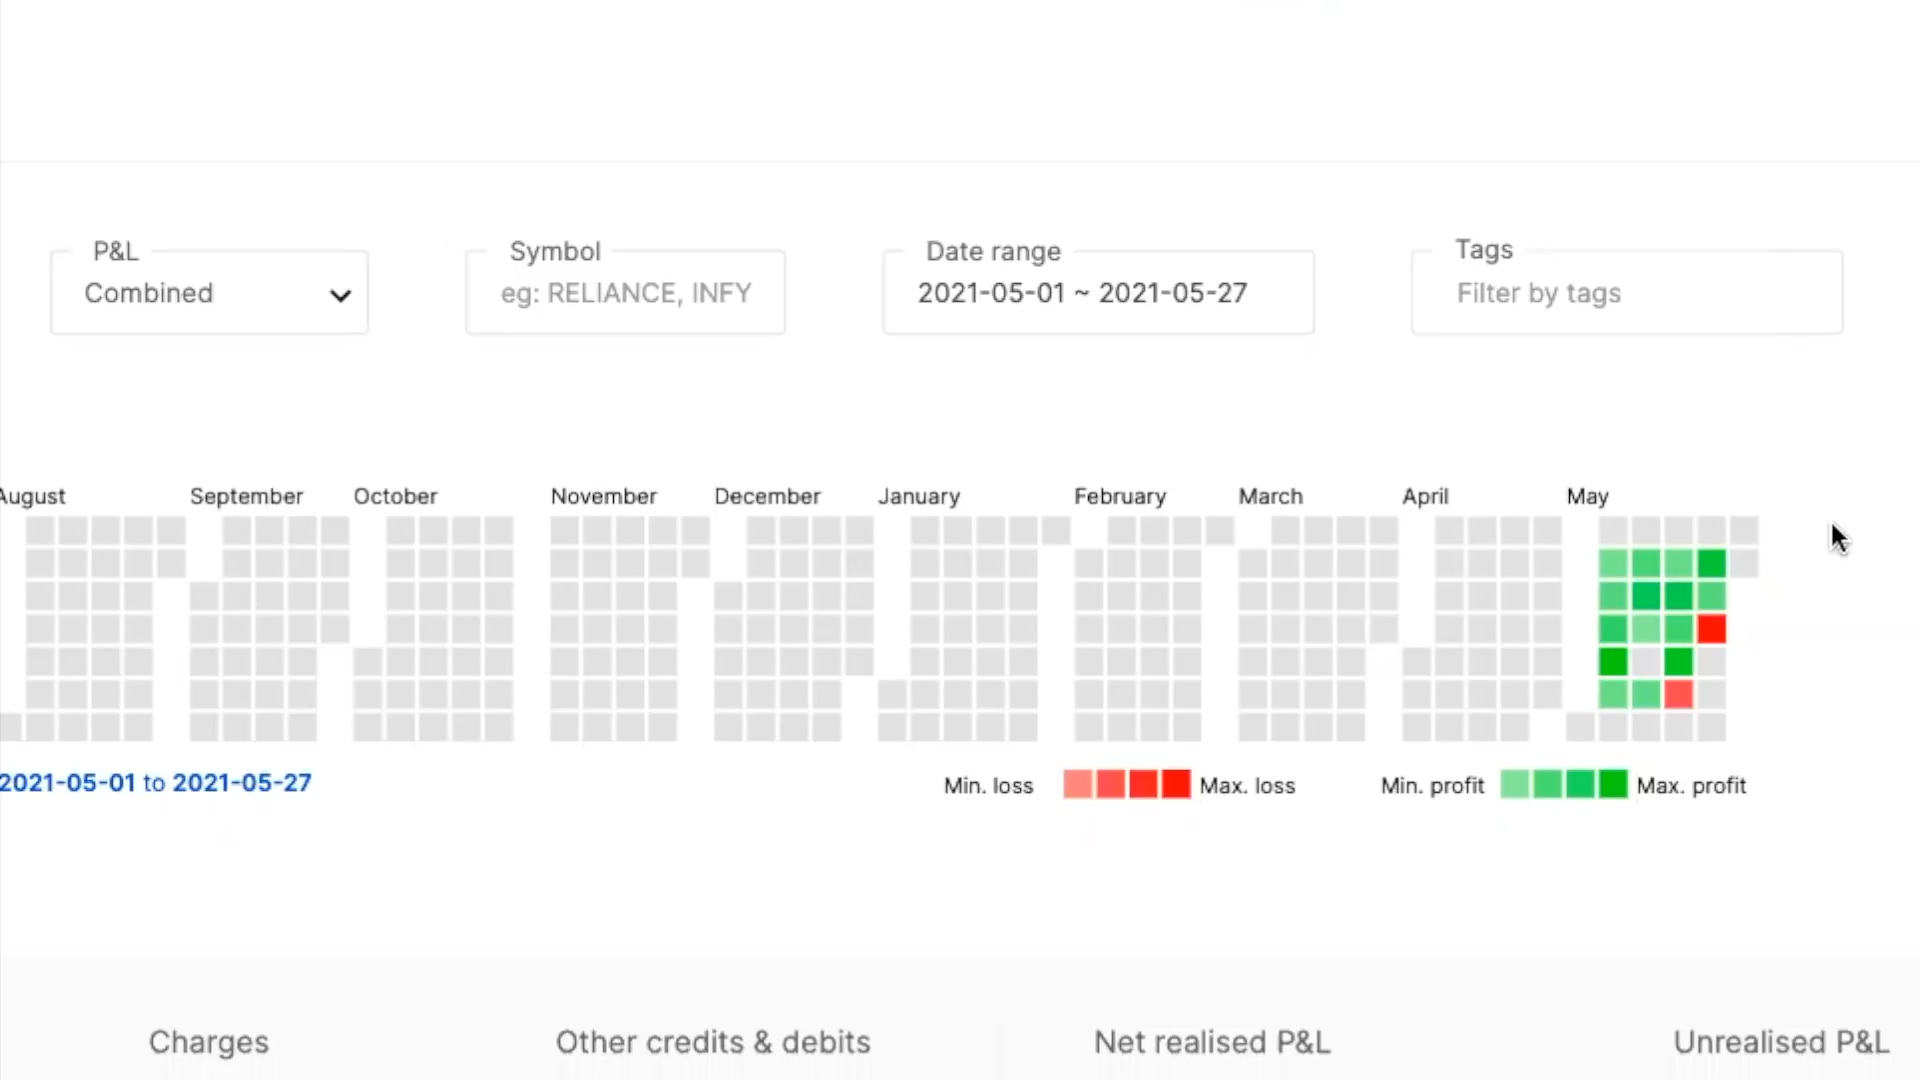 P&L
Symbol
Date range
Tags
Combined
eg: RELIANCE, INFY
2021-05-01 ~ 2021-05-27
Filter by tags
August
September
October
November
December
January
February
March
April
May
2021-05-01 to 2021-05-27
Min. loss
Max. loss
Min. profit
Max. profit
Charges
Other credits & debits
Net realised P&L
Unrealised P&L